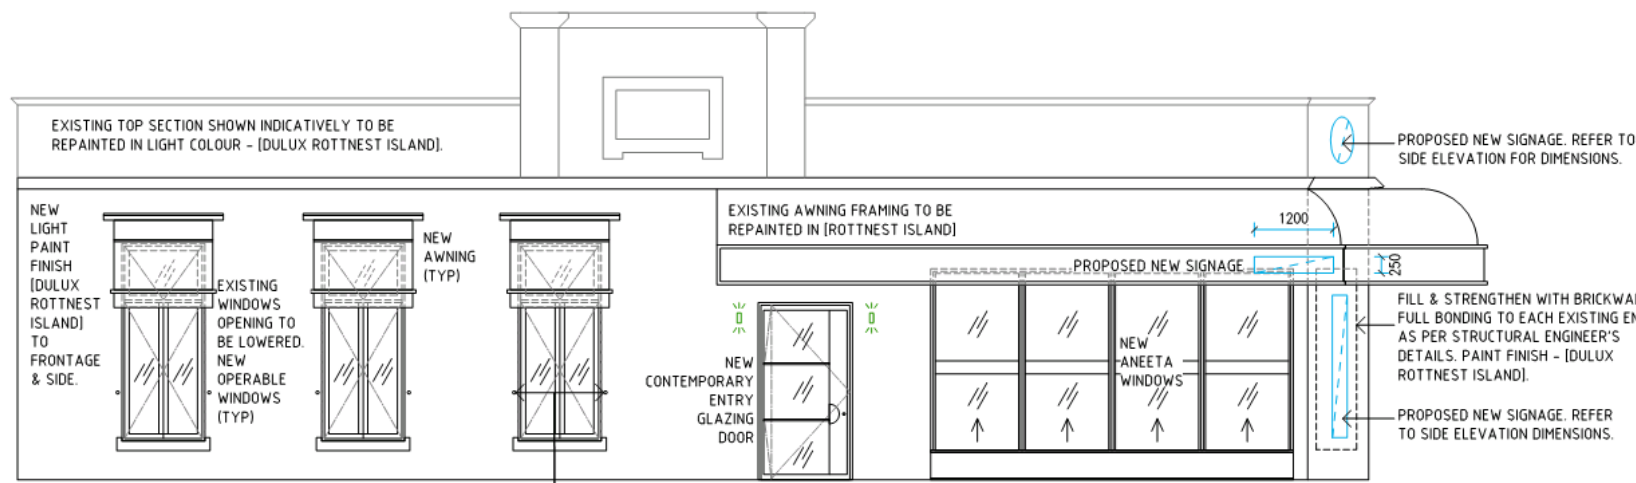 EXISTING TOP SECTION SHOWN INDICATIVELY TO BE
REPAINTED IN LIGHT COLOUR - [DULUX ROTTNEST ISLAND].
PROPOSED NEW SIGNAGE. REFER TO
SIDE ELEVATION FOR DIMENSIONS.
NEW
LIGHT
PAINT
FINISH
[DULUX
ROTTNEST
ISLAND]
TO
FRONTAGE
& SIDE.
EXISTING
WINDOWS
OPENING TO
BE LOWERED.
NEW
OPERABLE
WINDOWS
(TYP)
NEW
AWNING
(TYP)
EXISTING AWNING FRAMING TO BE
REPAINTED IN [ROTTNEST ISLAND]
1200
250
PROPOSED NEW SIGNAGE
NEW
CONTEMPORARY
ENTRY
GLAZING
DOOR
NEW
ANEETA
WINDOWS
FILL & STRENGTHEN WITH
FULL BONDING TO EACH EXISTING
AS PER STRUCTURAL ENGINEER'S
DETAILS. PAINT FINISH - [DULUX
ROTTNEST ISLAND].
PROPOSED NEW SIGNAGE. REFER
TO SIDE ELEVATION DIMENSIONS.